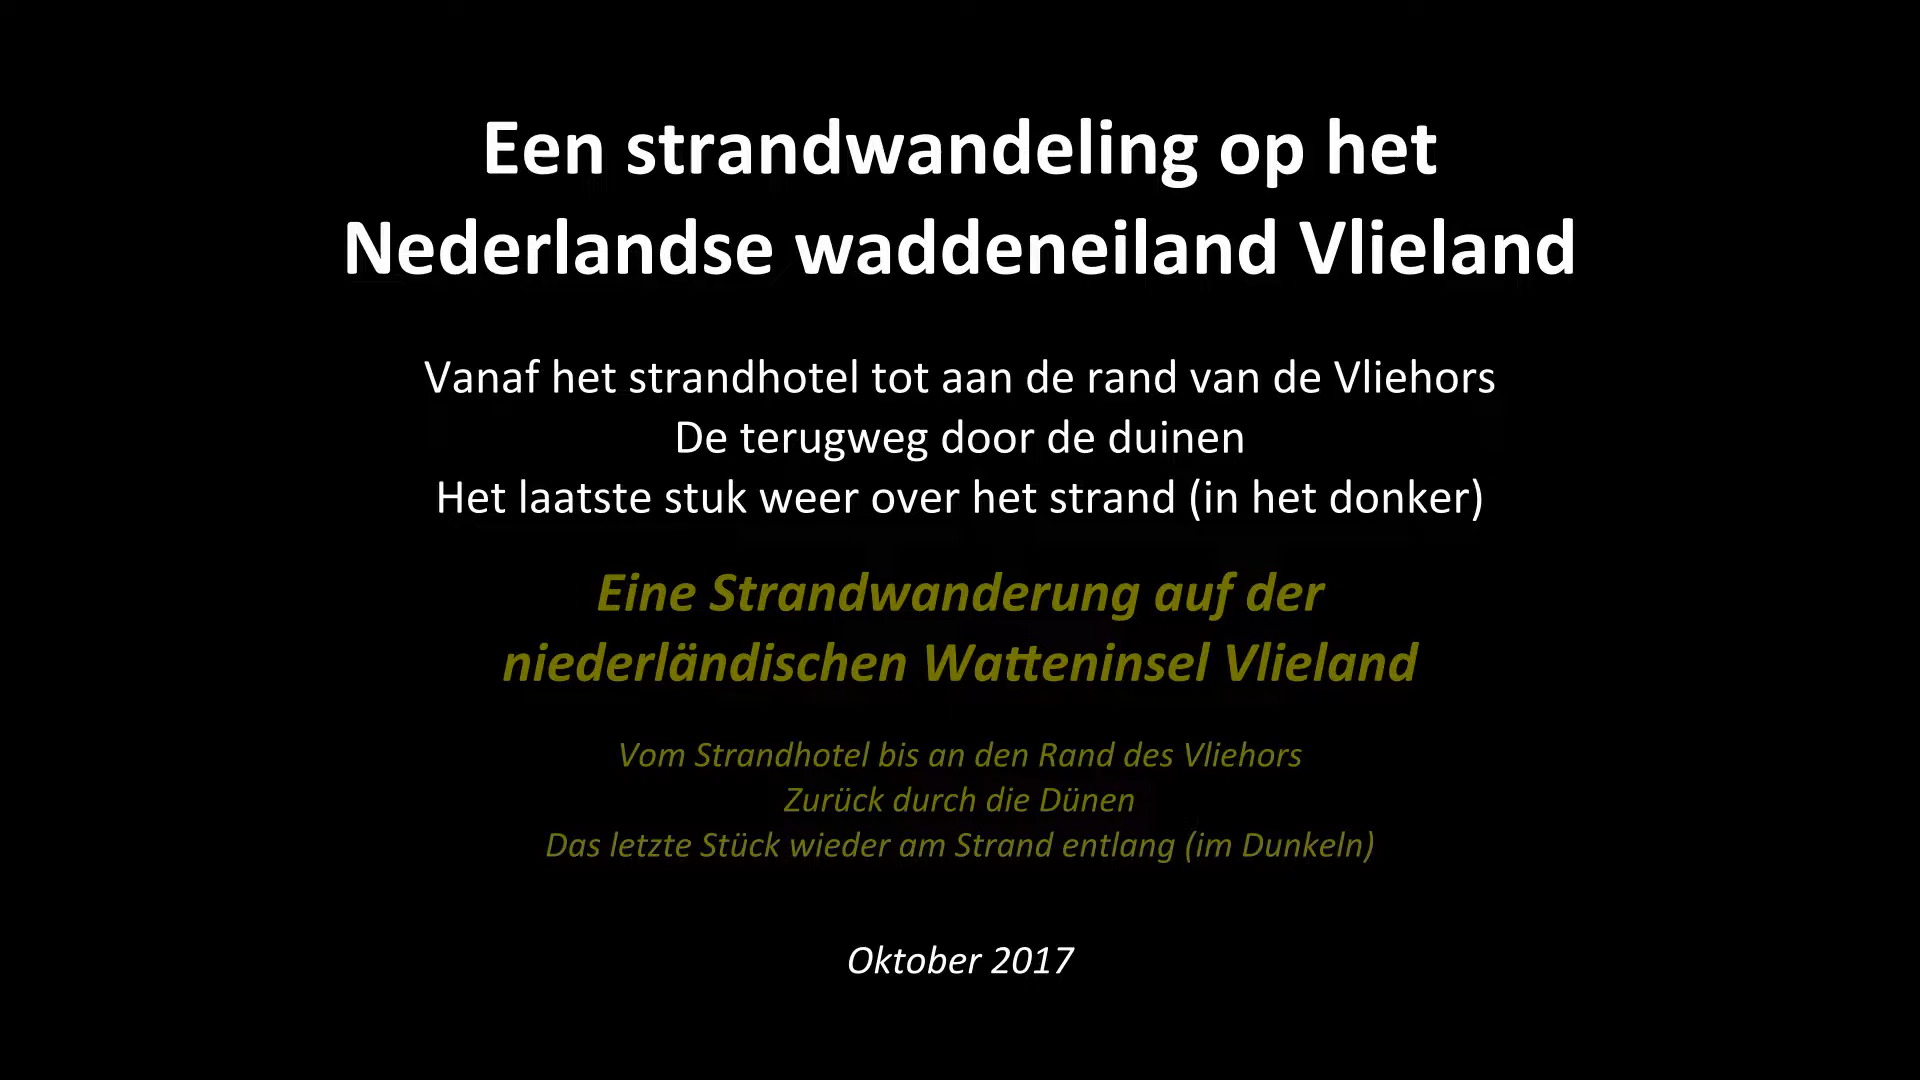 Een strandwandeling op het
Nederlandse waddeneiland Vlieland
Vanaf het strandhotel tot aan de rand van de Vliehors
De terugweg door de duinen
Het laatste stuk weer over het strand (in het donker)
Eine Strandwanderung auf der
niederländischen Watteninsel Vlieland
Vom Strandhotel bis an den Rand des Vliehors
Zurück durch die Dünen
Das letzte Stück wieder am Strand entlang (im Dunkeln)
Oktober 2017